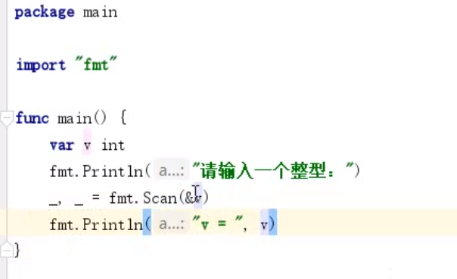 package main
import "fmt"
func main() {
var v int
fmt.Println( a...: "请输入一个整型：")
_, _ = fmt.Scan(&v)
fmt.Println( a...: "v = ", v)
}